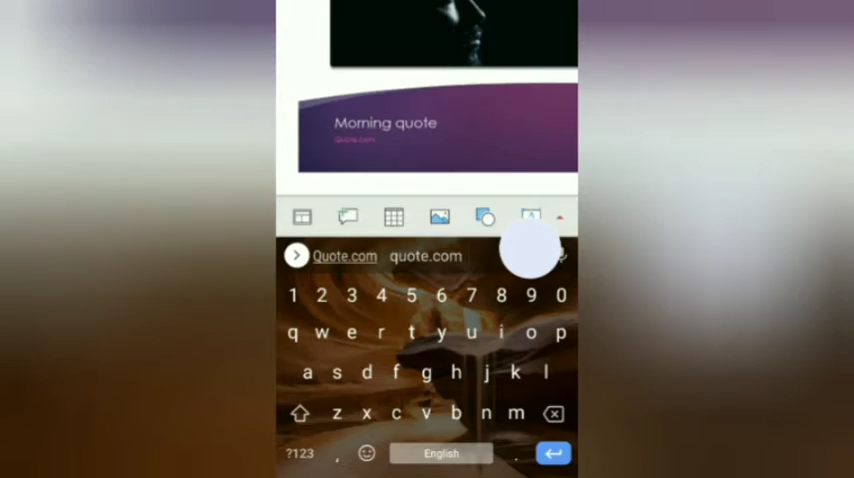 Morning quote
Quote.com
Quote.com quote.com
1 2 3 4 5 6 7 8 9 0
q w e r t y u i o p
a s d f g h j k l
z x c v b n m
?123 , English .